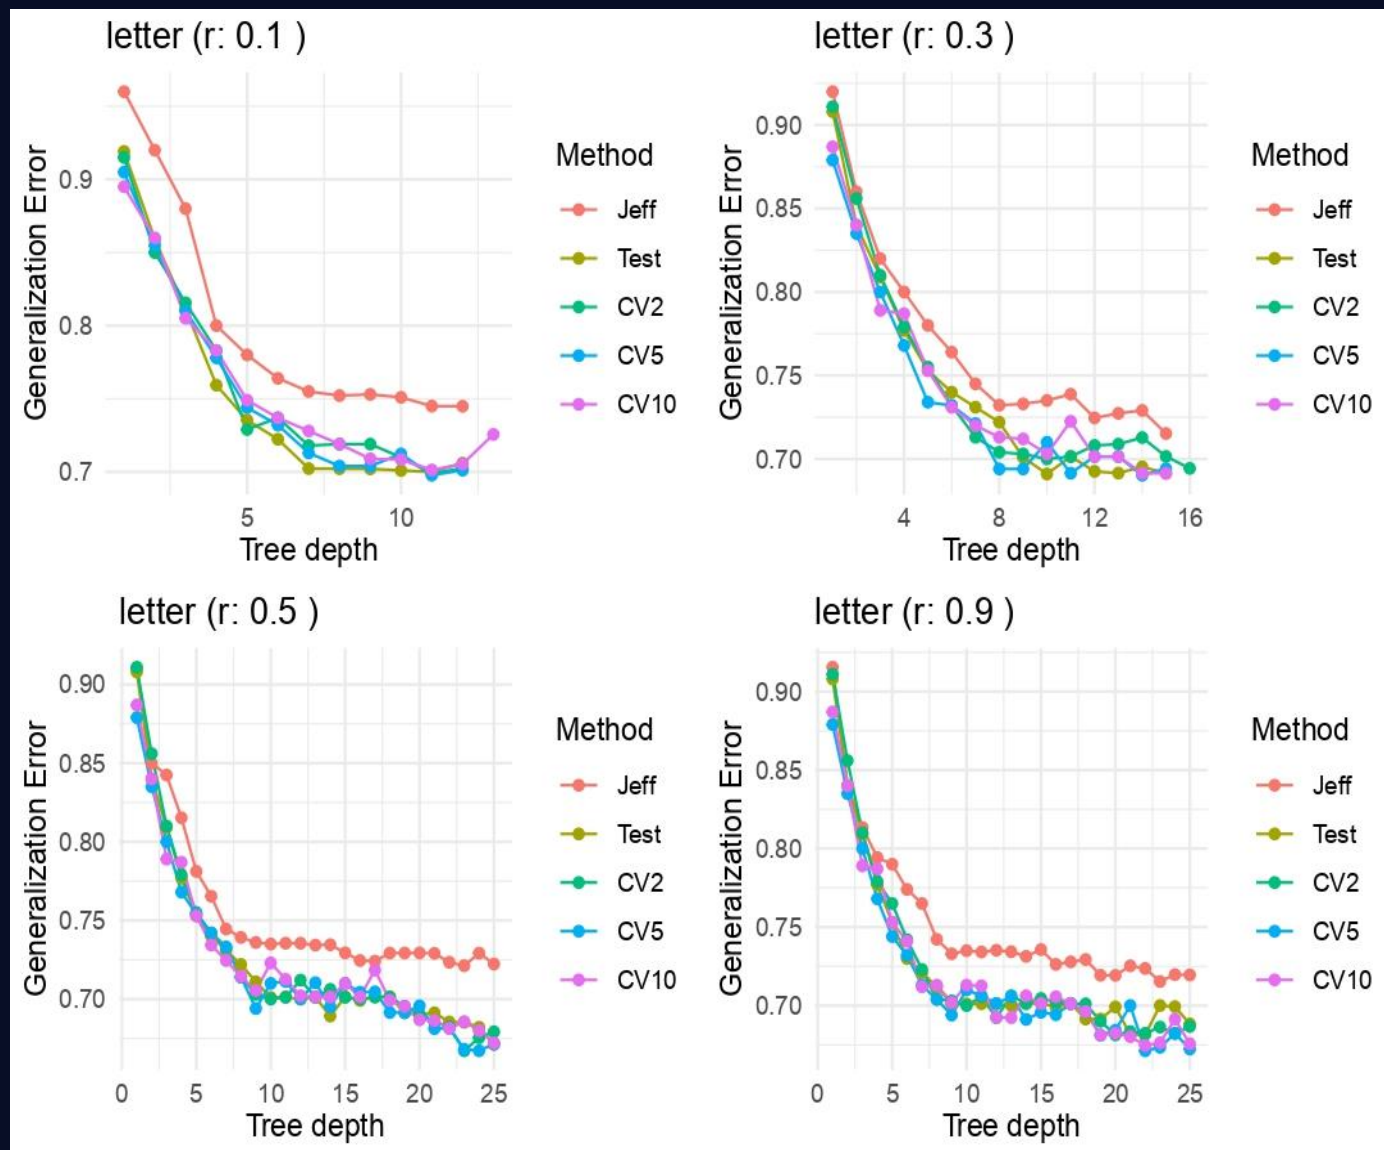 letter (r: 0.1 )
Generalization Error
0.9
0.8
0.7
5 10
Tree depth
Method
Jeff
Test
CV2
CV5
CV10
letter (r: 0.3 )
Generalization Error
0.90
0.85
0.80
0.75
0.70
4 8 12 16
Tree depth
Method
Jeff
Test
CV2
CV5
CV10
letter (r: 0.5 )
Generalization Error
0.90
0.85
0.80
0.75
0.70
0 5 10 15 20 25
Tree depth
Method
Jeff
Test
CV2
CV5
CV10
letter (r: 0.9 )
Generalization Error
0.90
0.85
0.80
0.75
0.70
0 5 10 15 20 25
Tree depth
Method
Jeff
Test
CV2
CV5
CV10